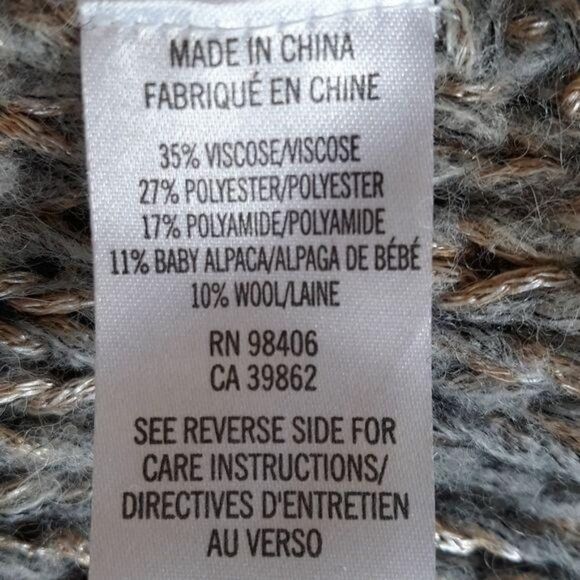 MADE IN CHINA
FABRIQUÉ EN CHINE
35% VISCOSE/VISCOSE
27% POLYESTER/POLYESTER
17% POLYAMIDE/POLYAMIDE
11% BABY ALPACA/ALPAGA DE BÉBÉ
10% WOOL/LAINE
RN 98406
CA 39862
SEE REVERSE SIDE FOR
CARE INSTRUCTIONS/
DIRECTIVES D'ENTRETIEN
AU VERSO